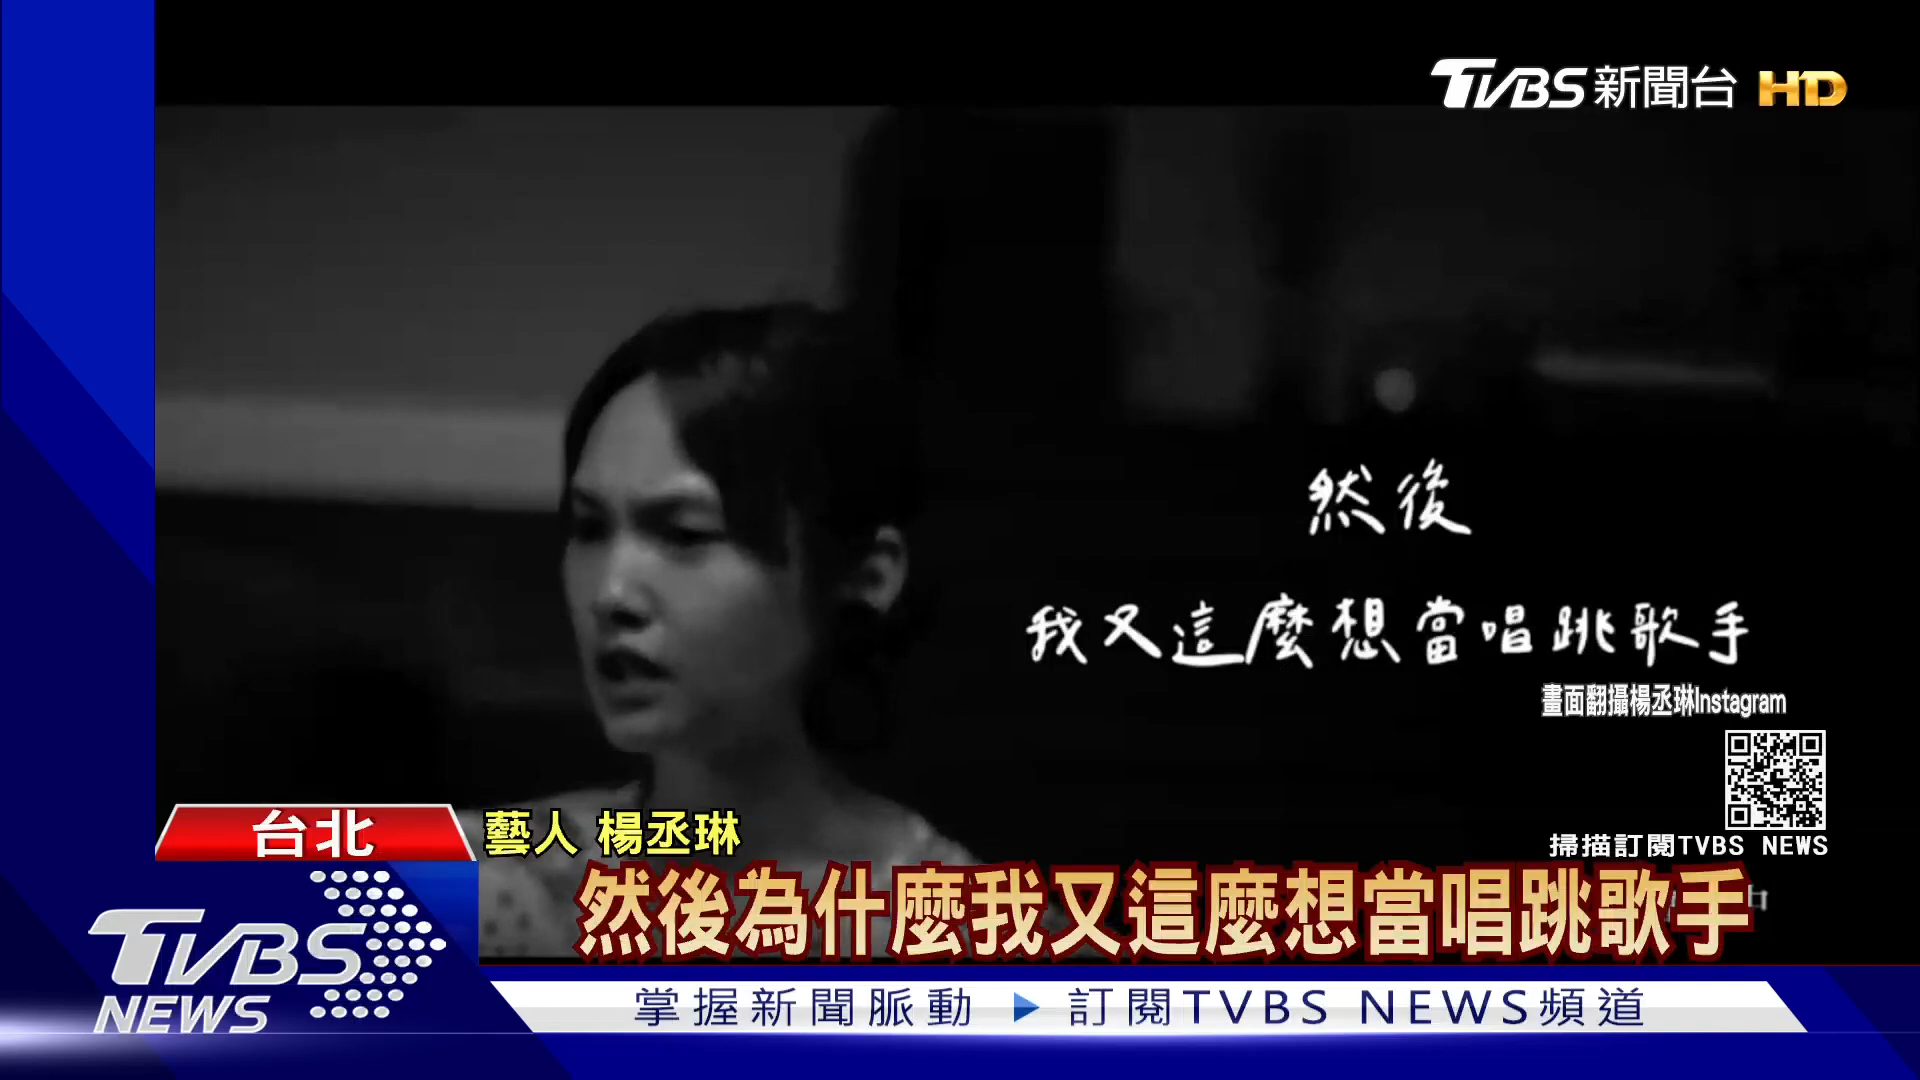 TVBS新聞台 HD
然後
我又這麼想當唱跳歌手
畫面翻攝楊丞琳Instagram
掃描訂閱TVBS NEWS
台北
藝人 楊丞琳
然後為什麼我又這麼想當唱跳歌手
TVBS NEWS
掌握新聞脈動 ▶ 訂閱TVBS NEWS頻道